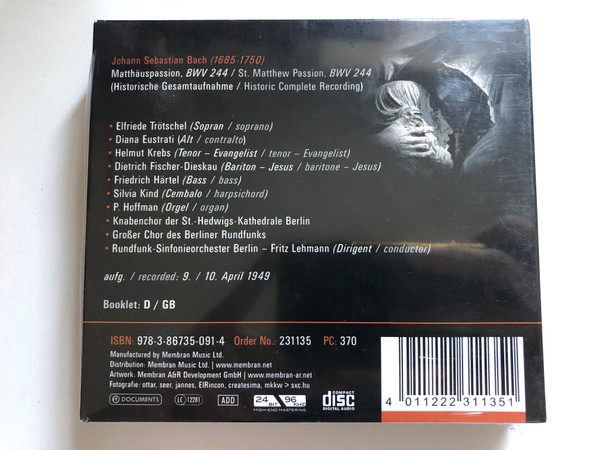 Johann Sebastian Bach (1685-1750)
Matthäuspassion, BWV 244 / St. Matthew Passion, BWV 244
(Historische Gesamtaufnahme / Historic Complete Recording)
• Elfriede Trötschel (Sopran / soprano)
• Diana Eustrati (Alt / contralto)
• Helmut Krebs (Tenor – Evangelist / tenor – Evangelist)
• Dietrich Fischer-Dieskau (Bariton – Jesus / baritone – Jesus)
• Friedrich Härtel (Bass / bass)
• Silvia Kind (Cembalo / harpsichord)
• P. Hoffman (Orgel / organ)
• Knabenchor der St.-Hedwigs-Kathedrale Berlin
• Großer Chor des Berliner Rundfunks
• Rundfunk-Sinfonieorchester Berlin – Fritz Lehmann (Dirigent / conductor)
aufg. / recorded: 9. / 10. April 1949
Booklet: D / GB
ISBN: 978-3-86735-091-4 Order No.: 231135 PC: 370
Manufactured by Membran Music Ltd.
Distribution: Membran Music Ltd. | www.membran.net
Artwork: Membran A&R Development GmbH | www.membran-ar.net
Fotografie: ottar, seer, jannes, ElRincon, createsima, mkkw > sxc.hu
DOCUMENTS LC 12281 ADD 24 BIT 96 KHZ HIGH-END MASTERING COMPACT disc DIGITAL AUDIO
4 011222 311351